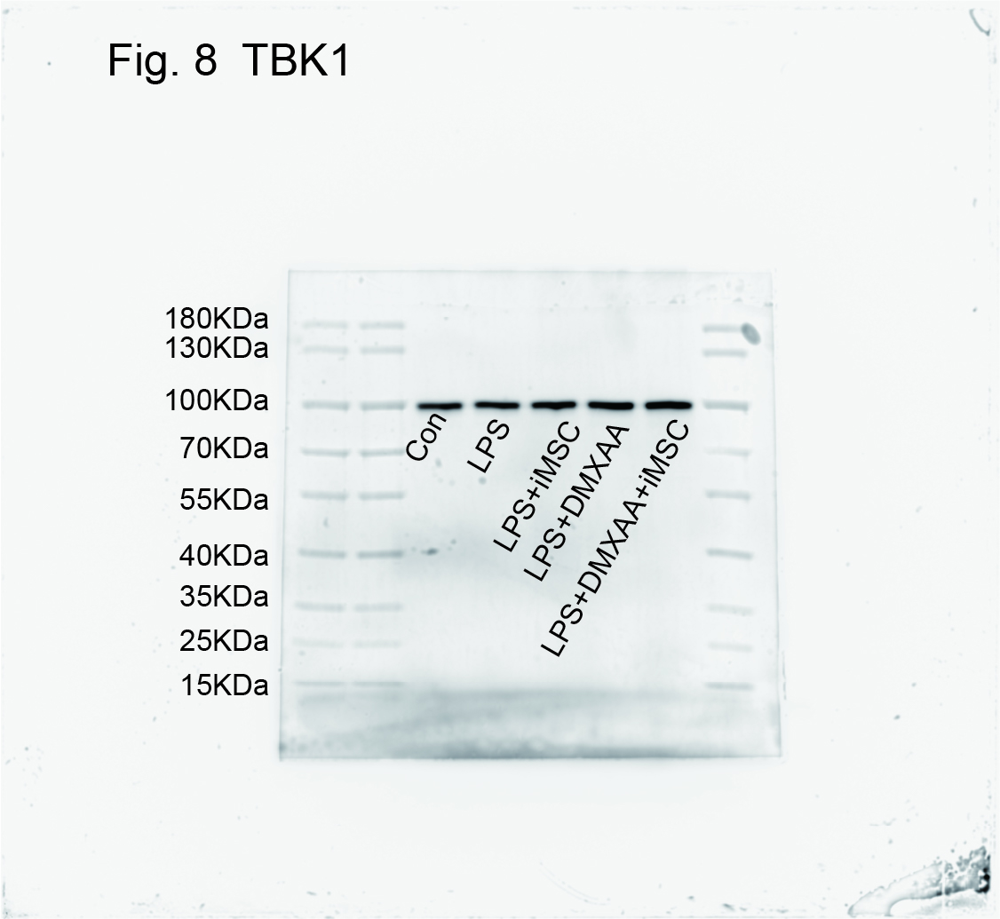 Fig. 8 TBK1
180KDa
130KDa
100KDa
70KDa
55KDa
40KDa
35KDa
25KDa
15KDa
Con
LPS
LPS+iMSC
LPS+DMXAA
LPS+DMXAA+iMSC